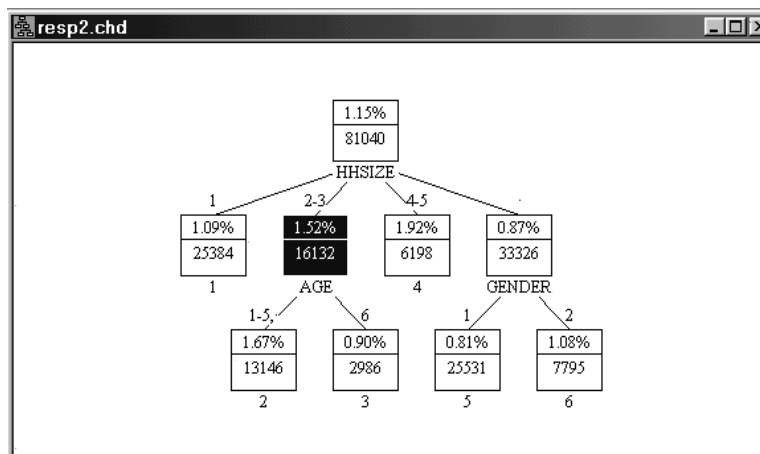 resp2.chd
1.15%
81040
HHSIZE
1 2-3 4-5 .
1.09% 1.52% 1.92% 0.87%
25384 16132 6198 33326
1 AGE 4 GENDER
1-5,. 6 1 2
1.67% 0.90% 0.81% 1.08%
13146 2986 25531 7795
2 3 5 6